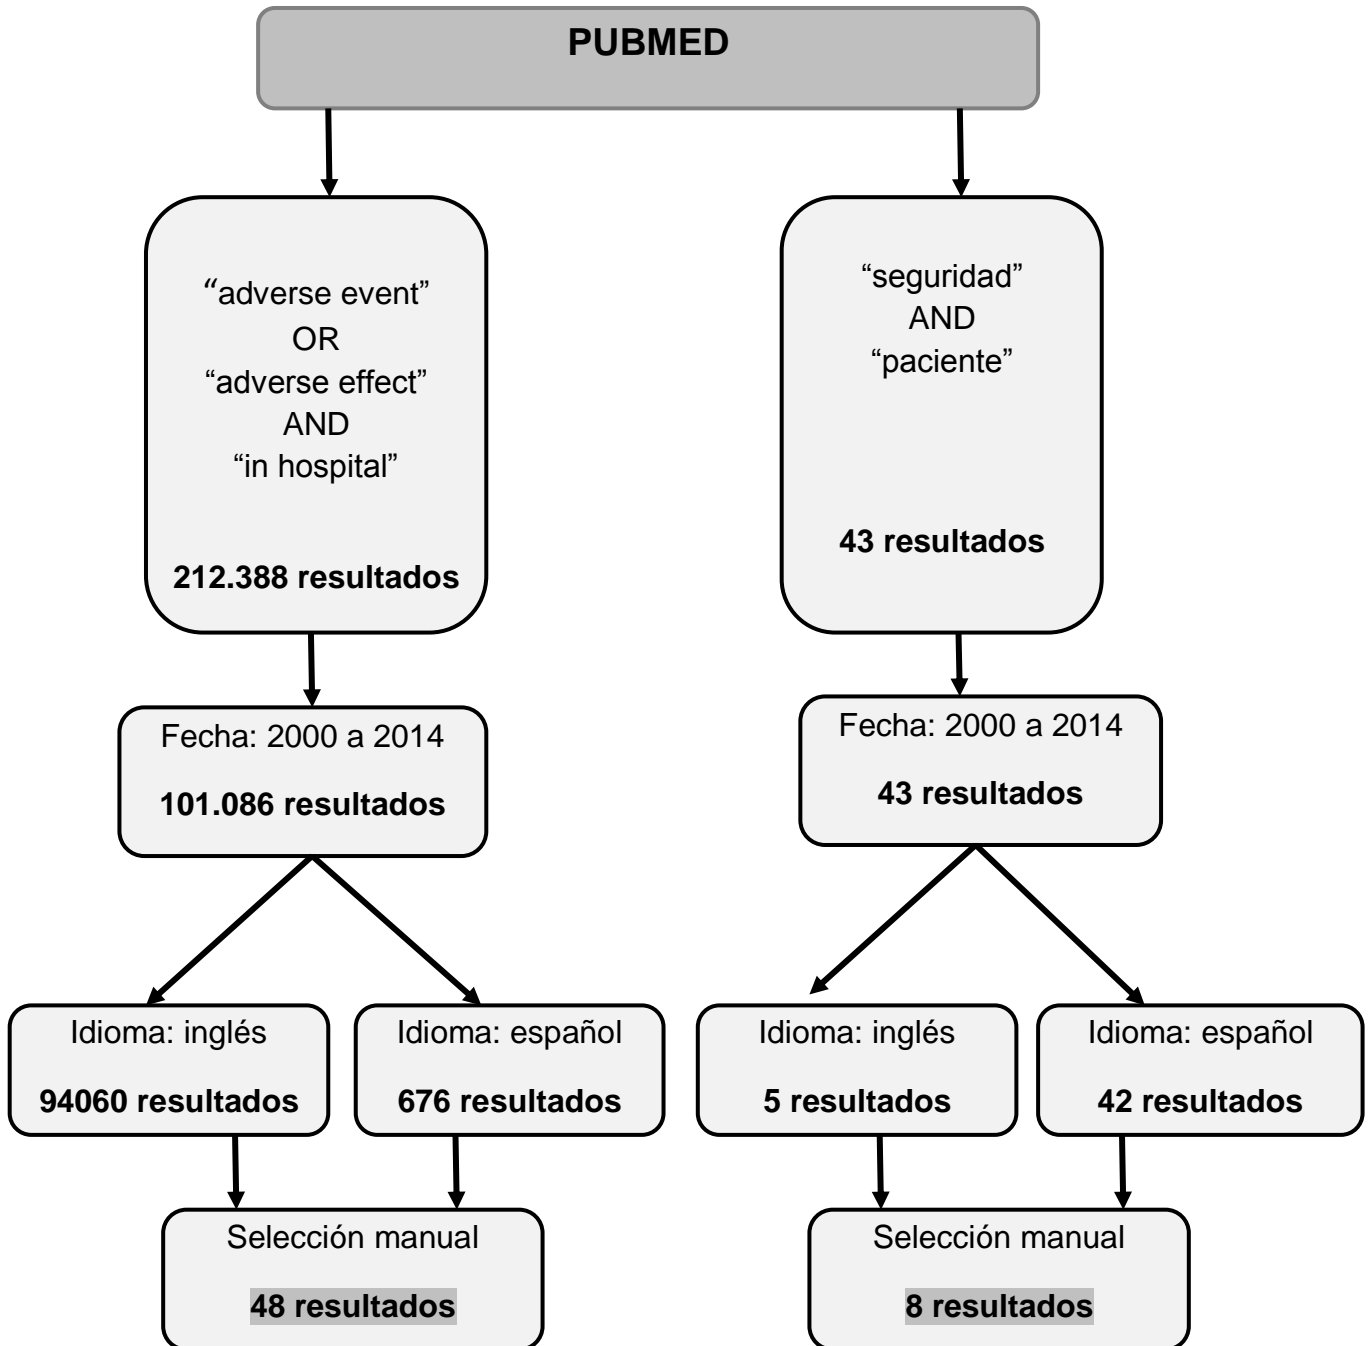 PUBMED
“adverse event”
OR
“adverse effect”
AND
“in hospital”
212.388 resultados
“seguridad”
AND
“paciente”
43 resultados
Fecha: 2000 a 2014
101.086 resultados
Fecha: 2000 a 2014
43 resultados
Idioma: inglés
94060 resultados
Idioma: español
676 resultados
Idioma: inglés
5 resultados
Idioma: español
42 resultados
Selección manual
48 resultados
Selección manual
8 resultados